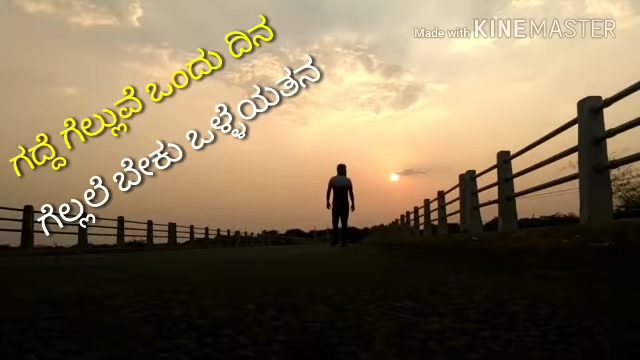 Made with KINEMASTER
ಗದ್ದೆ ಗೆಲ್ಲುವೆ ಒಂದು ದಿನ
ಗೆಲ್ಲಲೆ ಬೇಕು ಒಳ್ಳೆಯತನ